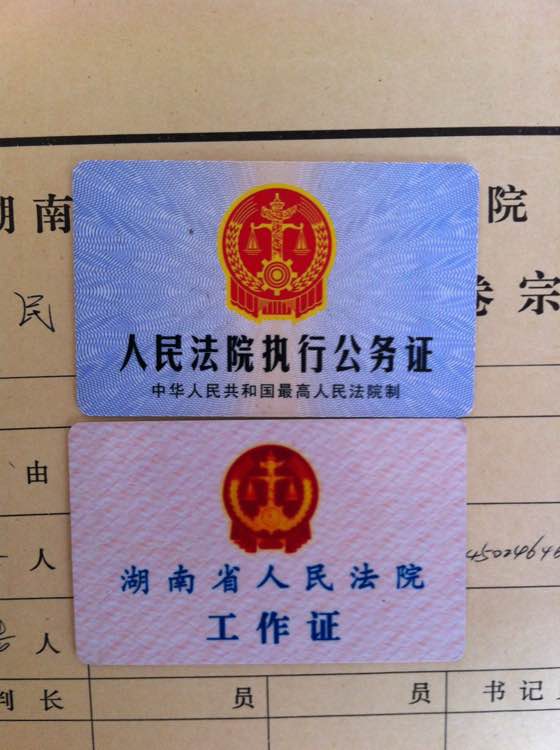 湖南
院
民
卷宗
人民法院执行公务证
中华人民共和国最高人民法院制
由
人
湖南省人民法院
工作证
人
判长
员
员
书记